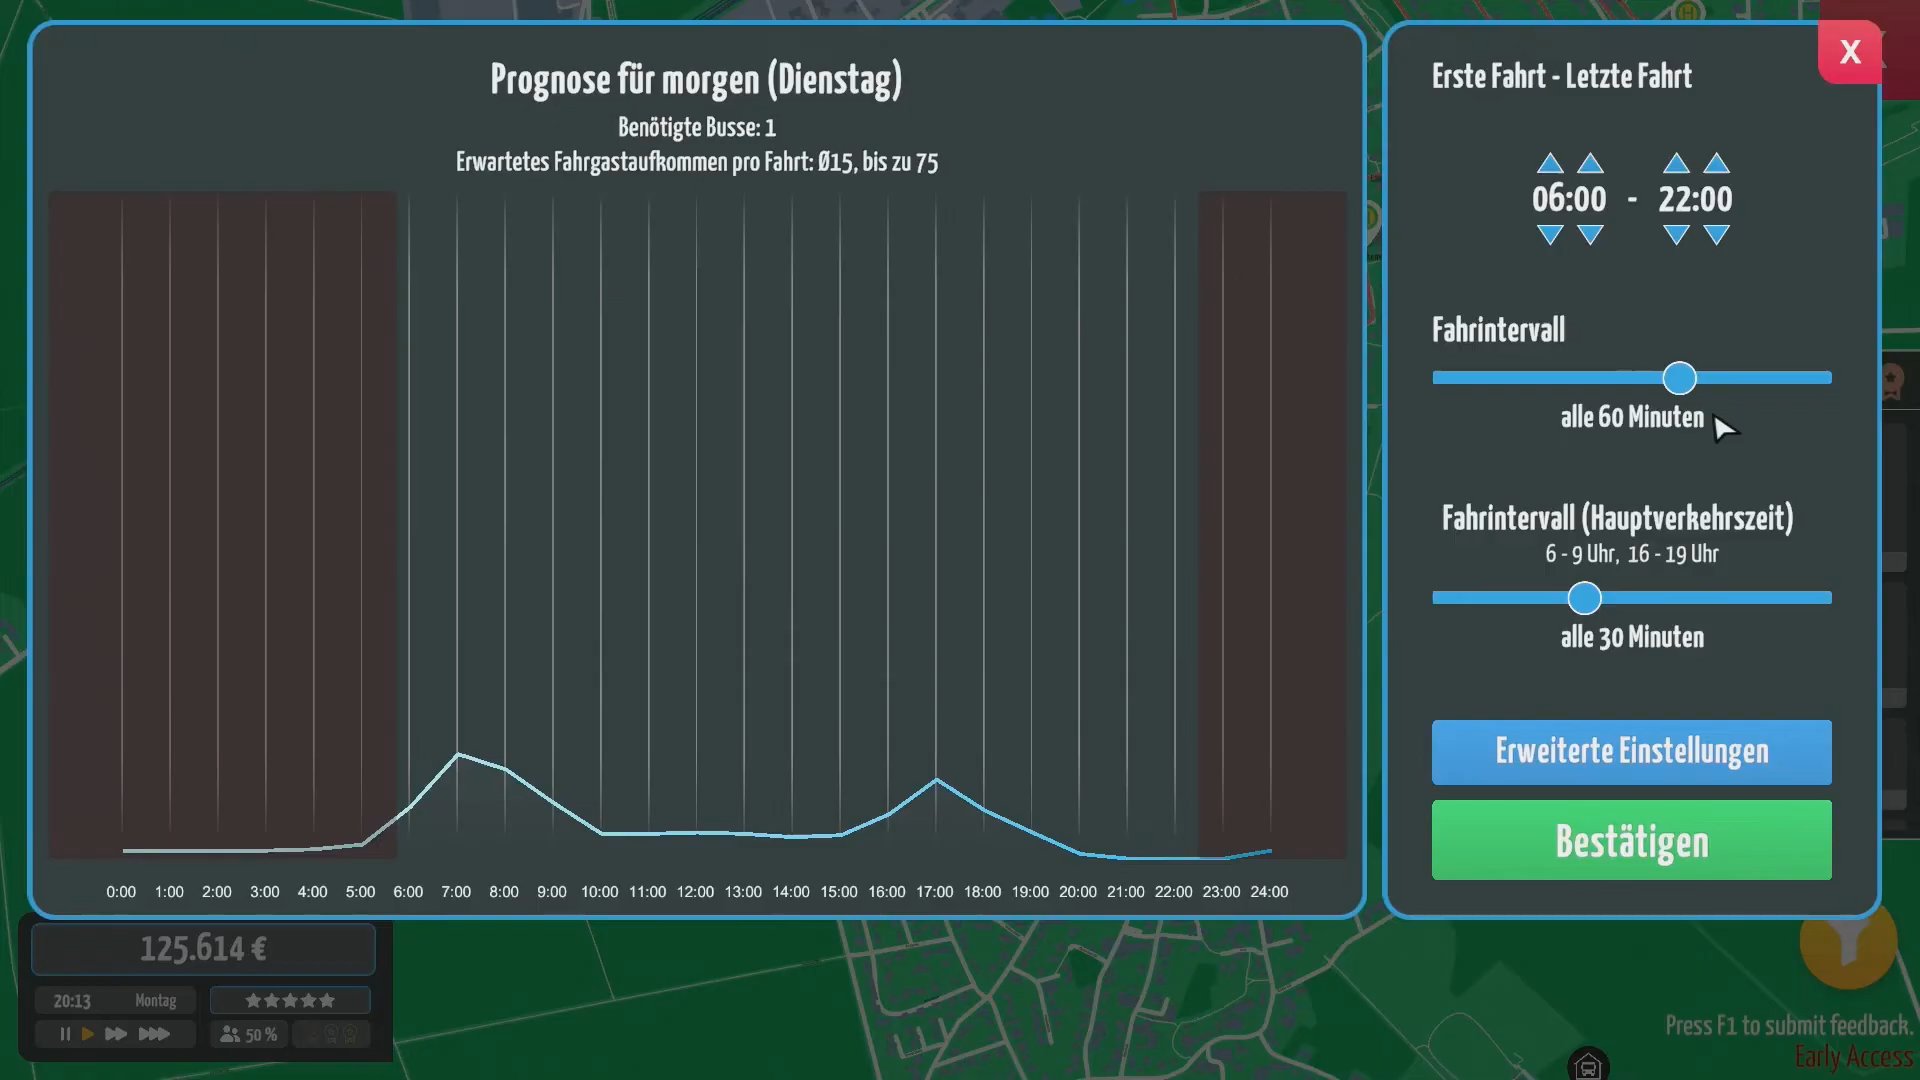 Prognose für morgen (Dienstag)
Benötigte Busse: 1
Erwartetes Fahrgastaufkommen pro Fahrt: Ø15, bis zu 75
0:00 1:00 2:00 3:00 4:00 5:00 6:00 7:00 8:00 9:00 10:00 11:00 12:00 13:00 14:00 15:00 16:00 17:00 18:00 19:00 20:00 21:00 22:00 23:00 24:00
X
Erste Fahrt - Letzte Fahrt
06:00 - 22:00
Fahrintervall
alle 60 Minuten
Fahrintervall (Hauptverkehrszeit)
6 - 9 Uhr, 16 - 19 Uhr
alle 30 Minuten
Erweiterte Einstellungen
Bestätigen
125.614 €
20:13 Montag
50 %
Press F1 to submit feedback.
Early Access